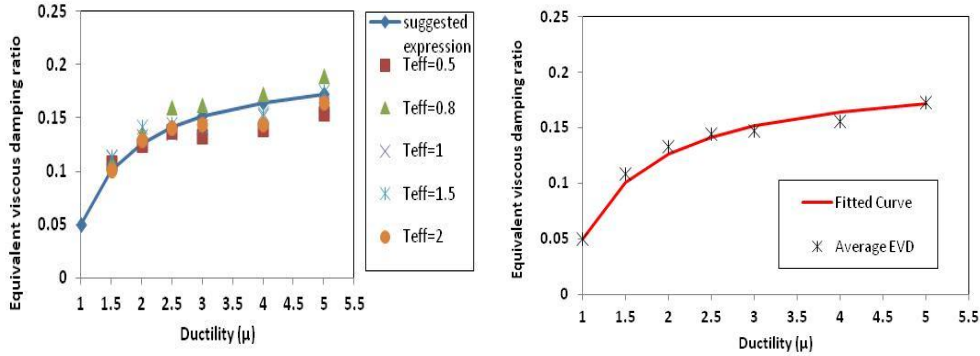 Equivalent viscous damping ratio
0.25
0.2
0.15
0.1
0.05
0
1 1.5 2 2.5 3 3.5 4 4.5 5 5.5
Ductility (μ)
suggested
expression
Teff=0.5
Teff=0.8
Teff=1
Teff=1.5
Teff=2
Equivalent viscous damping ratio
0.25
0.2
0.15
0.1
0.05
0
1 1.5 2 2.5 3 3.5 4 4.5 5 5.5
Ductility (μ)
Fitted Curve
Average EVD